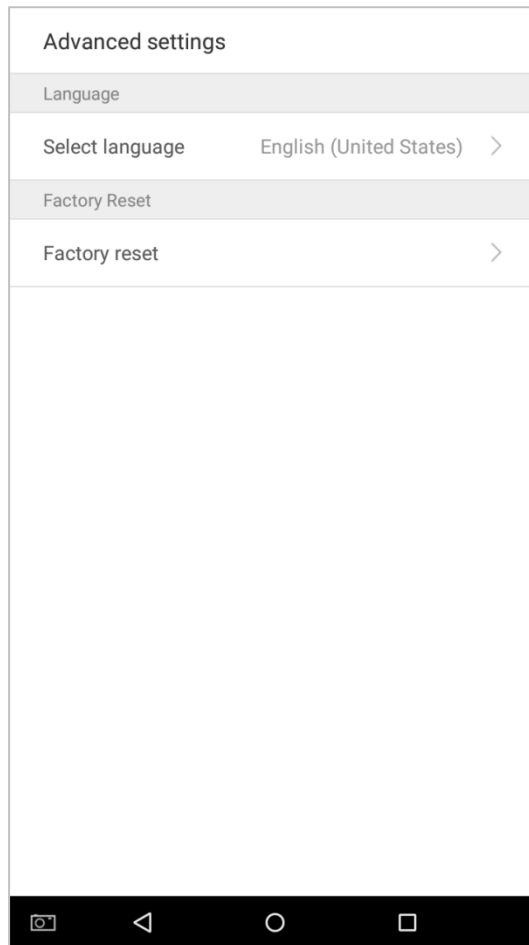 Advanced settings
Language
Select language English (United States)
Factory Reset
Factory reset